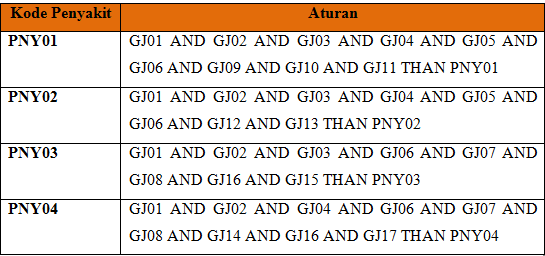 Kode Penyakit Aturan
PNY01 GJ01 AND GJ02 AND GJ03 AND GJ04 AND GJ05 AND
GJ06 AND GJ09 AND GJ10 AND GJ11 THAN PNY01
PNY02 GJ01 AND GJ02 AND GJ03 AND GJ04 AND GJ05 AND
GJ06 AND GJ12 AND GJ13 THAN PNY02
PNY03 GJ01 AND GJ02 AND GJ03 AND GJ06 AND GJ07 AND
GJ08 AND GJ16 AND GJ15 THAN PNY03
PNY04 GJ01 AND GJ02 AND GJ04 AND GJ06 AND GJ07 AND
GJ08 AND GJ14 AND GJ16 AND GJ17 THAN PNY04